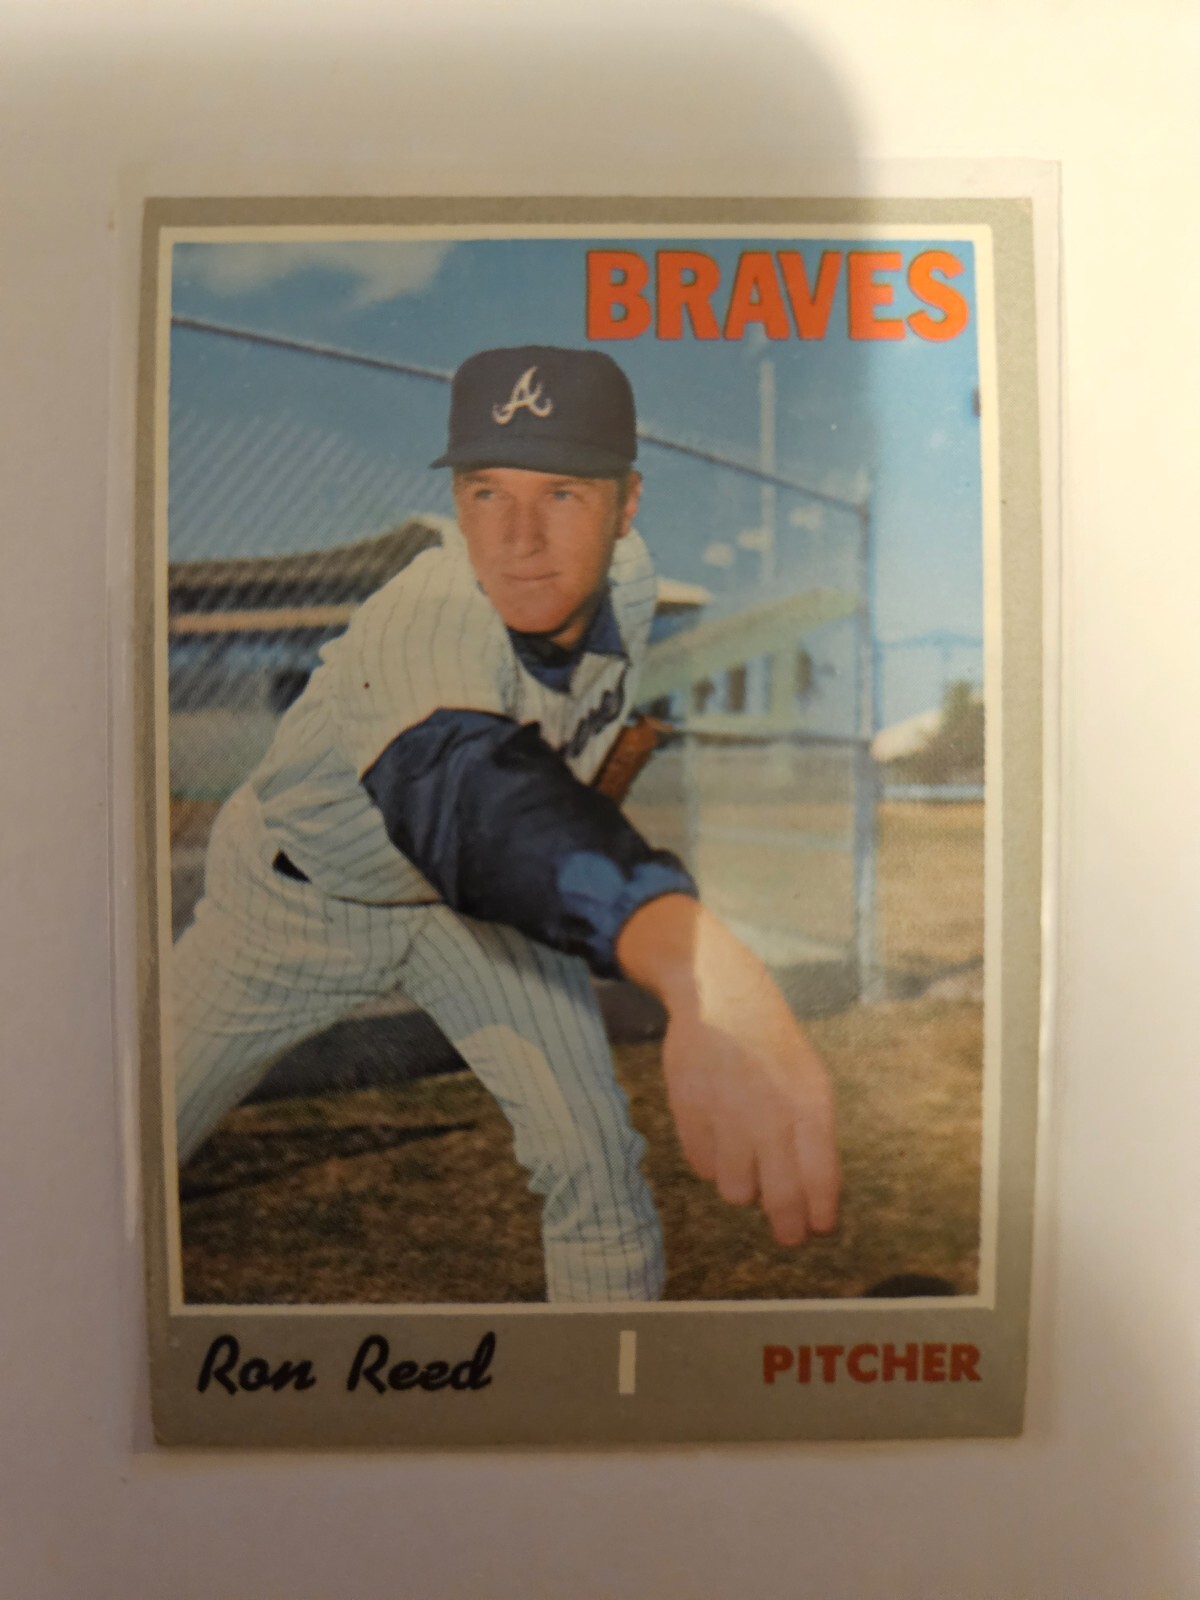 BRAVES
A
Ron Reed
PITCHER